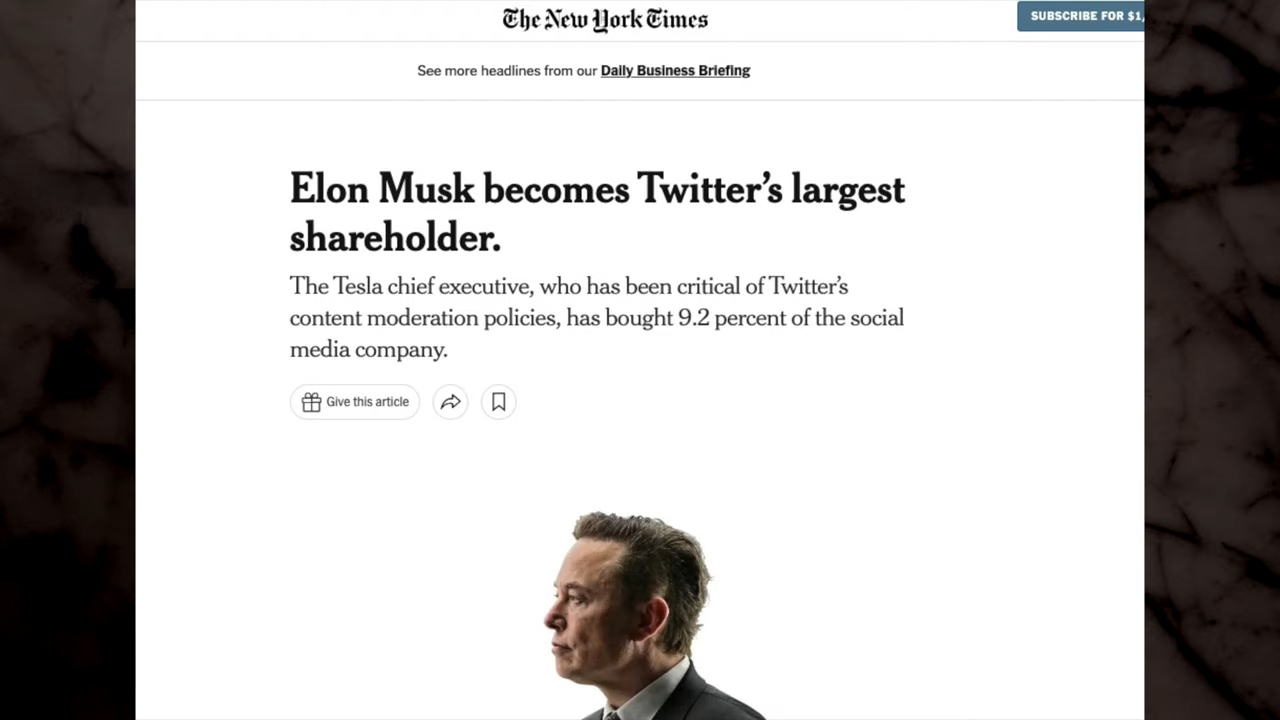 The New York Times
SUBSCRIBE FOR $1
See more headlines from our Daily Business Briefing
Elon Musk becomes Twitter’s largest
shareholder.
The Tesla chief executive, who has been critical of Twitter’s
content moderation policies, has bought 9.2 percent of the social
media company.
Give this article